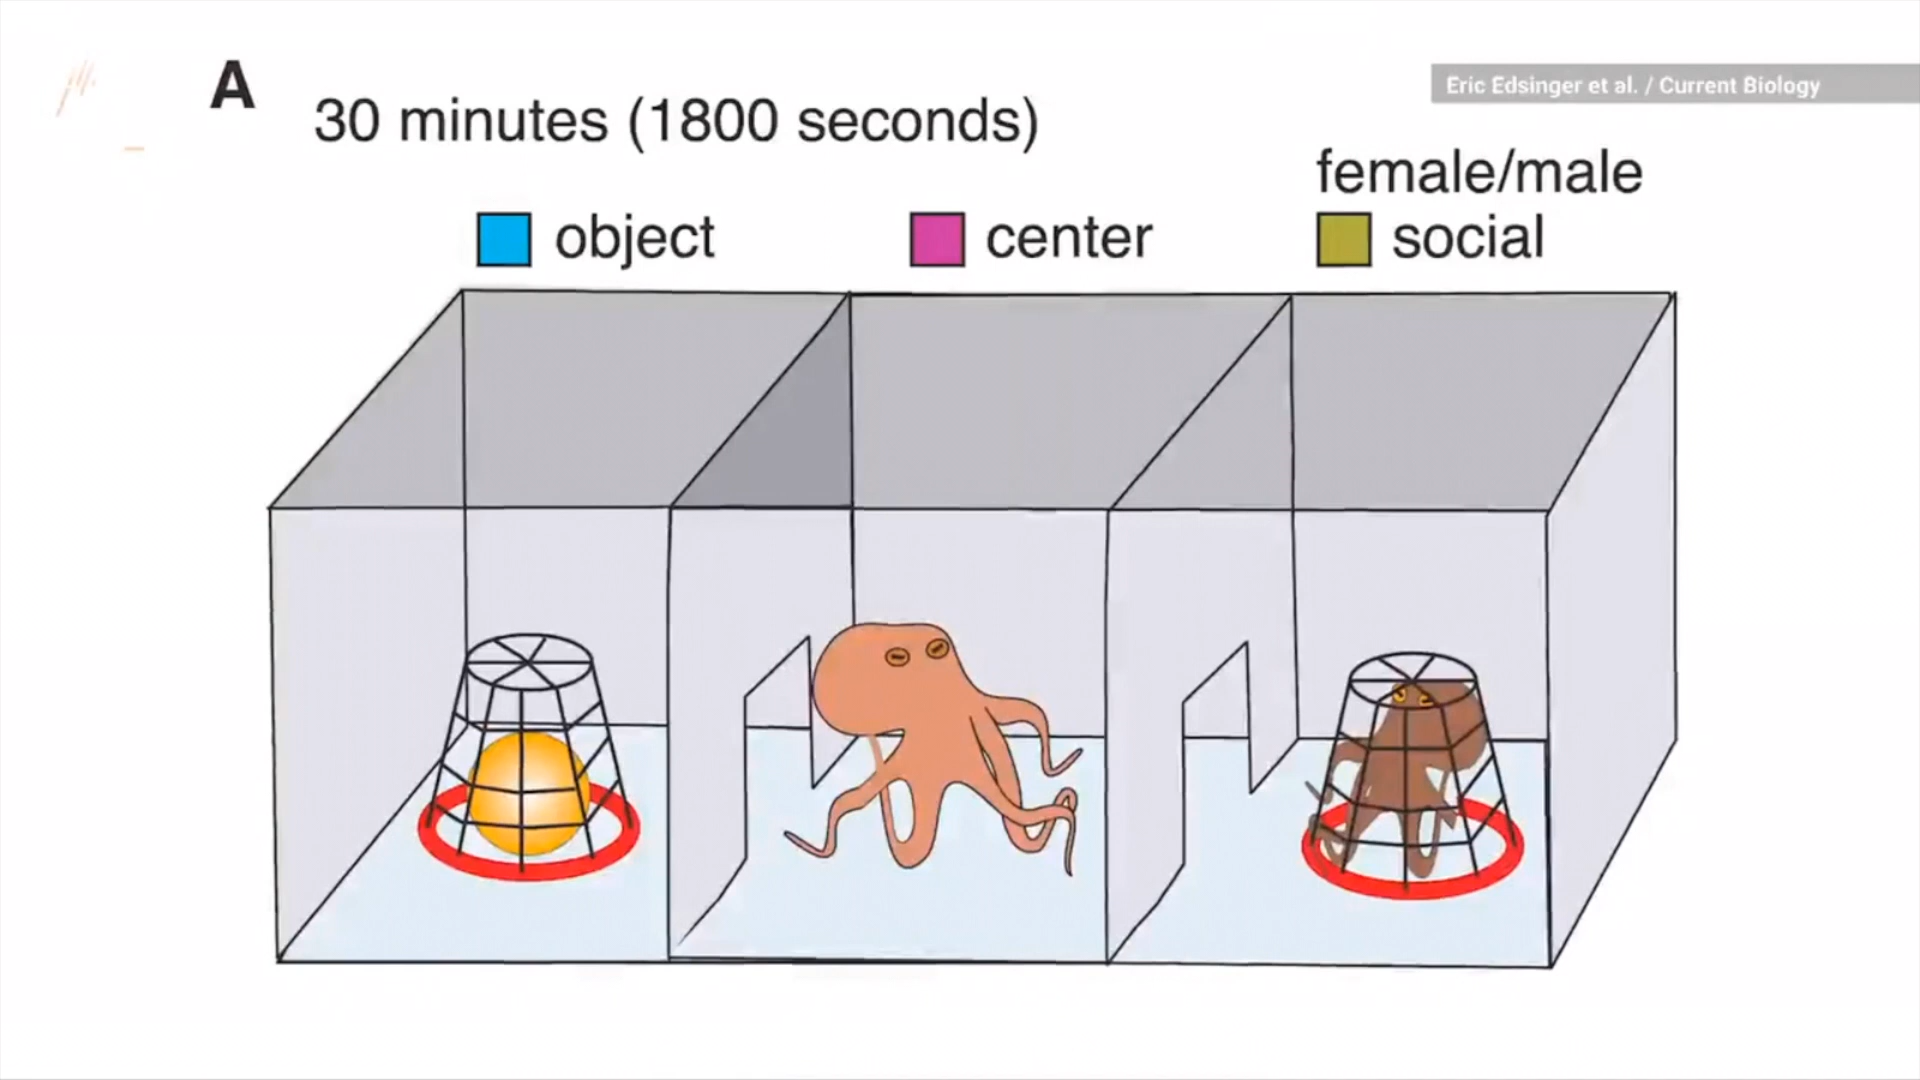 A
30 minutes (1800 seconds)
Eric Edsinger et al. / Current Biology
female/male
object
center
social